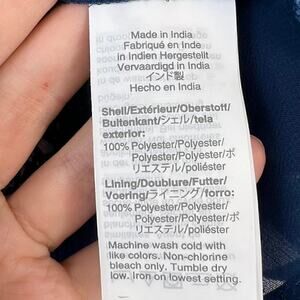 Made in India
Fabriqué en Inde
in Indien Hergestellt
Vervaardigd in India
インド製
Hecho en India
Shell/Extérieur/Oberstoff/
Buitenkant/シェル/tela
exterior:
100% Polyester/Polyester/
Polyester/Polyester/ポ
リエステル/poliéster
Lining/Doublure/Futter/
Voering/ライニング/forro:
100% Polyester/Polyester/
Polyester/Polyester/ポ
リエステル/poliéster
Machine wash cold with
like colors. Non-chlorine
bleach only. Tumble dry
low. Iron on lowest setting.